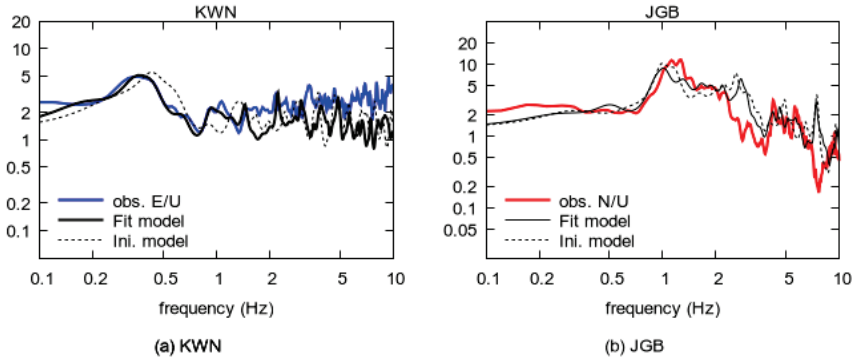 KWN
20
10
5
2
1
0.5
0.2
0.1
obs. E/U
Fit model
Ini. model
0.1 0.2 0.5 1 2 5 10
frequency (Hz)
(a) KWN
JGB
20
10
5
2
1
0.5
0.2
0.1
0.05
obs. N/U
Fit model
Ini. model
0.1 0.2 0.5 1 2 5 10
frequency (Hz)
(b) JGB